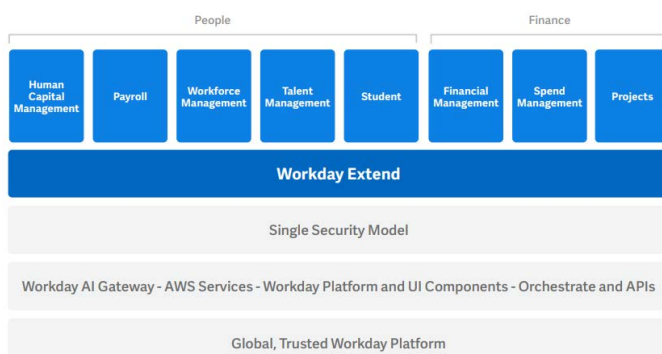 People
Finance
Human
Capital
Management
Payroll
Workforce
Management
Talent
Management
Student
Financial
Management
Spend
Management
Projects
Workday Extend
Single Security Model
Workday AI Gateway - AWS Services - Workday Platform and UI Components - Orchestrate and APIs
Global, Trusted Workday Platform